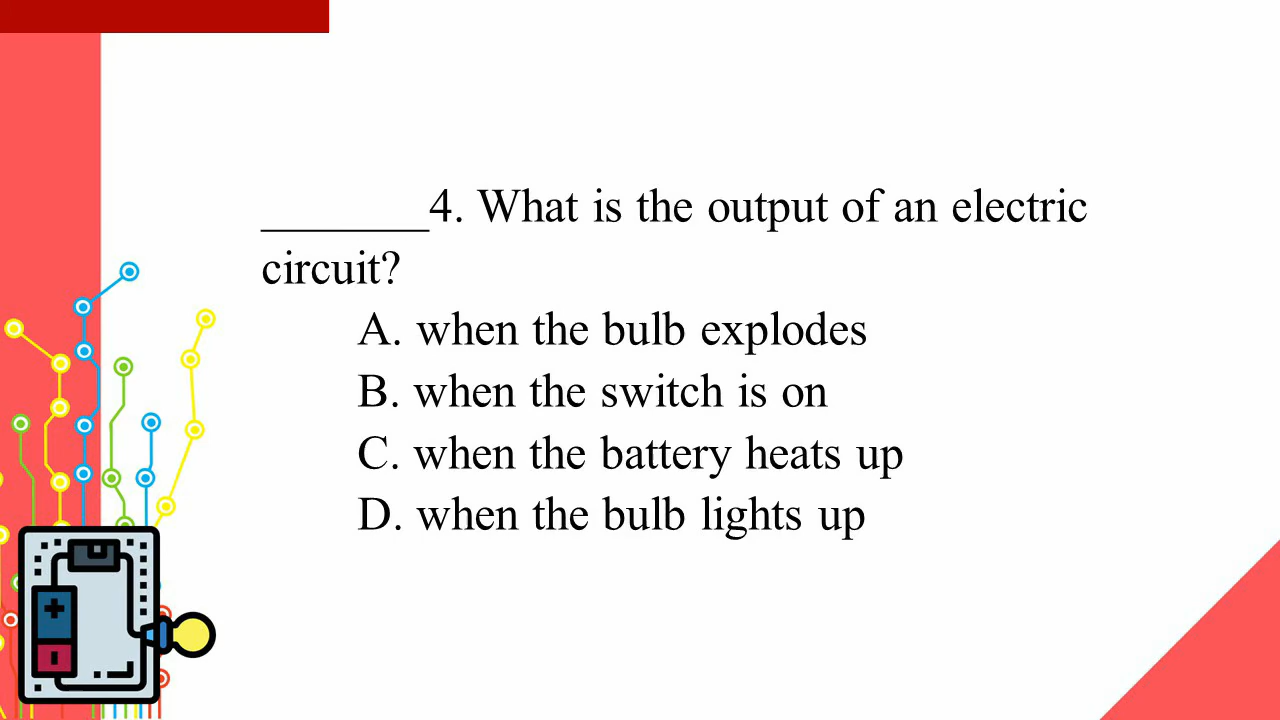 _______4. What is the output of an electric
circuit?
A. when the bulb explodes
B. when the switch is on
C. when the battery heats up
D. when the bulb lights up